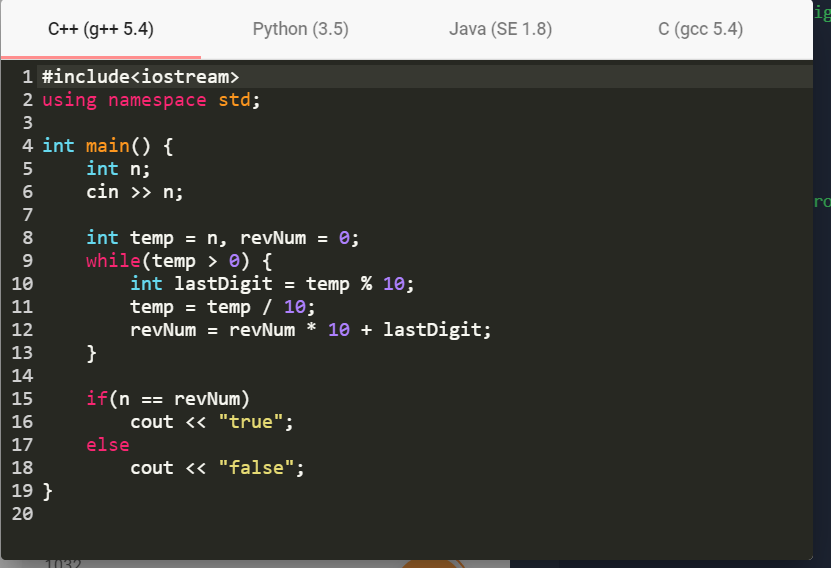 C++ (g++ 5.4) Python (3.5) Java (SE 1.8) C (gcc 5.4)
1 #include<iostream>
2 using namespace std;
3
4 int main() {
5     int n;
6     cin >> n;
7
8     int temp = n, revNum = 0;
9     while(temp > 0) {
10         int lastDigit = temp % 10;
11         temp = temp / 10;
12         revNum = revNum * 10 + lastDigit;
13     }
14
15     if(n == revNum)
16         cout << "true";
17     else
18         cout << "false";
19 }
20